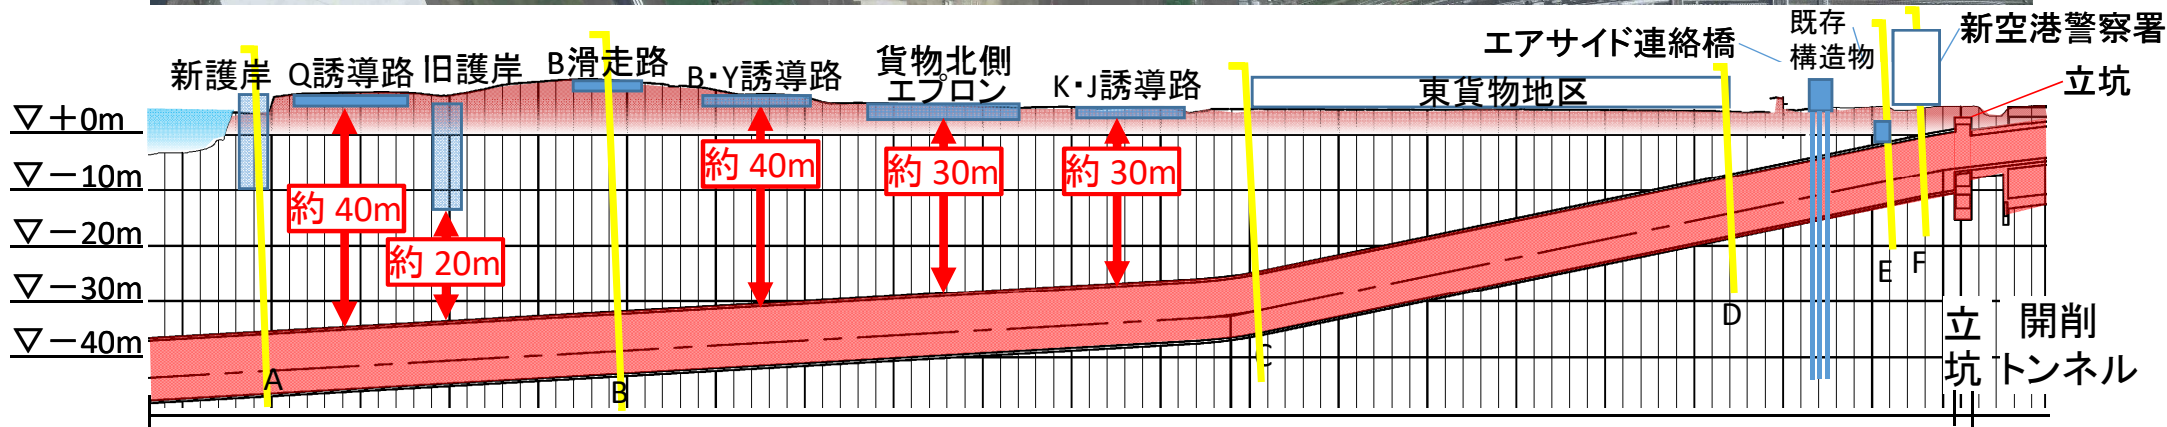 新護岸
Q誘導路
旧護岸
B滑走路
B・Y誘導路
貨物北側
エプロン
K・J誘導路
東貨物地区
エアサイド連絡橋
既存
構造物
新空港警察署
立坑
▽+0m
▽-10m
▽-20m
▽-30m
▽-40m
約 40m
約 20m
約 40m
約 30m
約 30m
A
B
C
D
E
F
立坑
開削
トンネル